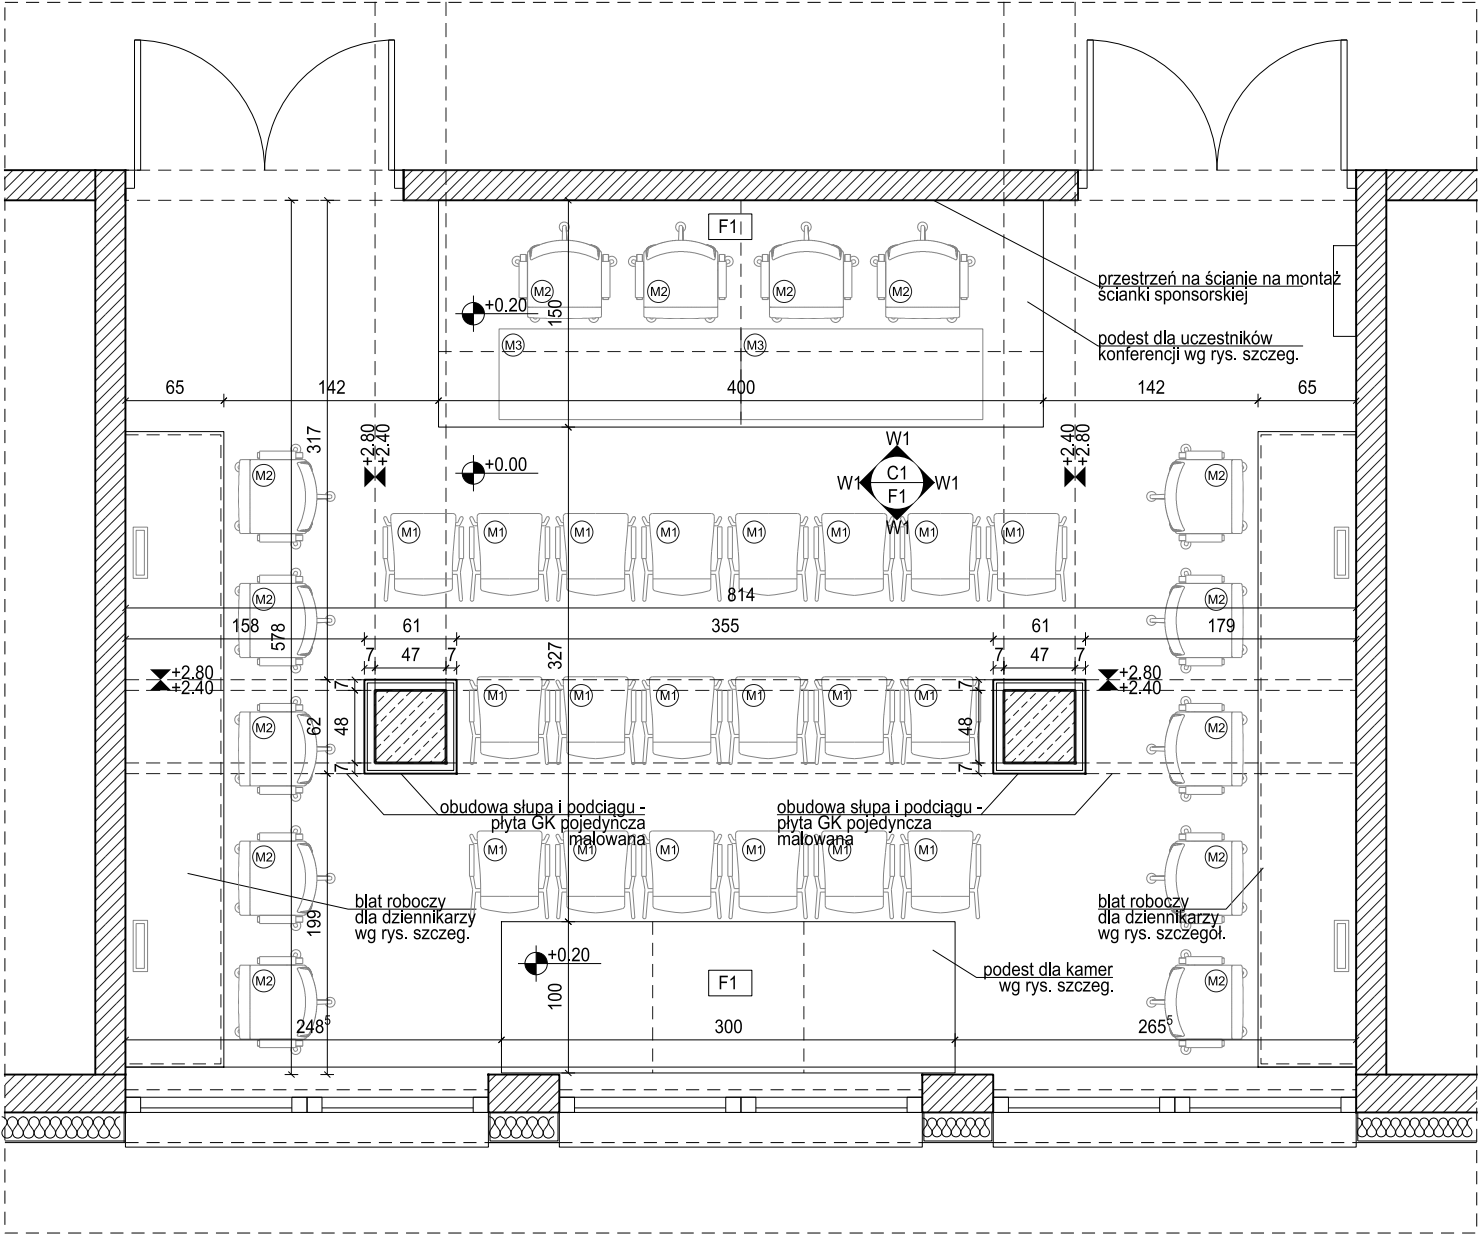 F1
M2
M2
M2
M2
przestrzeń na ścianie na montaż
ścianki sponsorskiej
+0.20
150
M3
M3
podest dla uczestników
konferencji wg rys. szczeg.
65
142
400
142
65
317
+2.80
+2.40
+2.40
+2.80
W1
+0.00
M2
W1
C1
F1
W1
W1
M2
M1
M1
M1
M1
M1
M1
M1
M1
M2
M2
814
158
61
355
61
179
578
7
47
7
327
7
47
7
+2.80
+2.40
+2.80
+2.40
7
48
7
62
M1
M1
M1
M1
M1
M1
7
48
7
M2
M2
obudowa słupa i podciągu -
płyta GK pojedyncza
malowana
obudowa słupa i podciągu -
płyta GK pojedyncza
malowana
M2
M1
M1
M1
M1
M1
M1
M2
blat roboczy
dla dziennikarzy
wg rys. szczeg.
199
blat roboczy
dla dziennikarzy
wg rys. szczegół.
+0.20
podest dla kamer
wg rys. szczeg.
M2
F1
M2
100
248⁵
300
265⁵